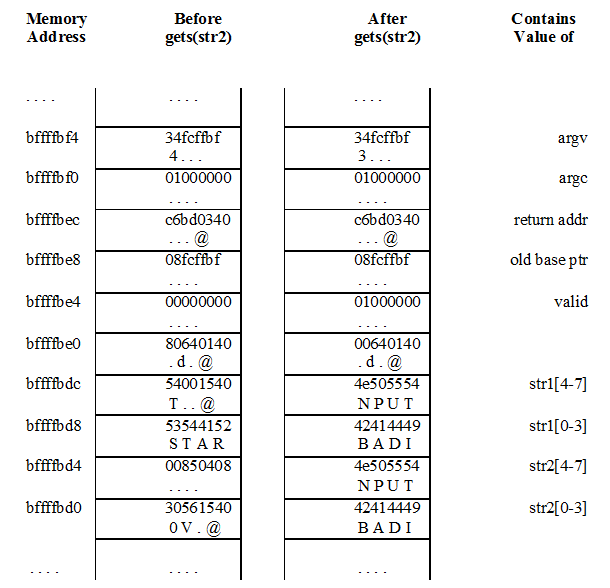 Memory Before After Contains
Address gets(str2) gets(str2) Value of
. . . . . . . . . . . .
bffffbf4 34fcffbf 34fcffbf argv
4 . . . 3 . . .
bffffbf0 01000000 01000000 argc
. . . . . . . .
bffffbec c6bd0340 c6bd0340 return addr
. . . @ . . . @
bffffbe8 08fcffbf 08fcffbf old base ptr
. . . . . . . .
bffffbe4 00000000 01000000 valid
. . . . . . . .
bffffbe0 80640140 00640140
. d . @ . d . @
bffffbdc 54001540 4e505554 str1[4-7]
T . . @ N P U T
bffffbd8 53544152 42414449 str1[0-3]
S T A R B A D I
bffffbd4 00850408 4e505554 str2[4-7]
. . . . N P U T
bffffbd0 30561540 42414449 str2[0-3]
0 V . @ B A D I
. . . . . . . . . . . .